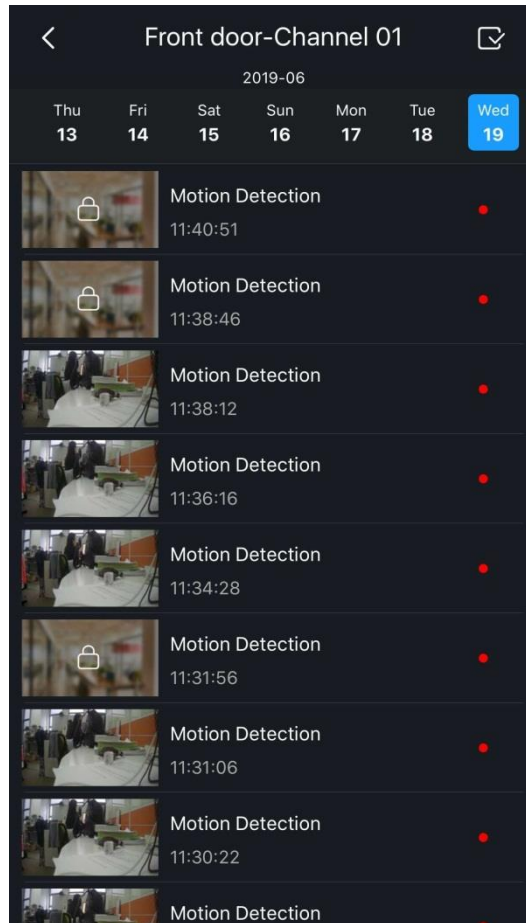 Front door-Channel 01
2019-06
Thu Fri Sat Sun Mon Tue Wed
13 14 15 16 17 18 19
Motion Detection
11:40:51
Motion Detection
11:38:46
Motion Detection
11:38:12
Motion Detection
11:36:16
Motion Detection
11:34:28
Motion Detection
11:31:56
Motion Detection
11:31:06
Motion Detection
11:30:22
Motion Detection